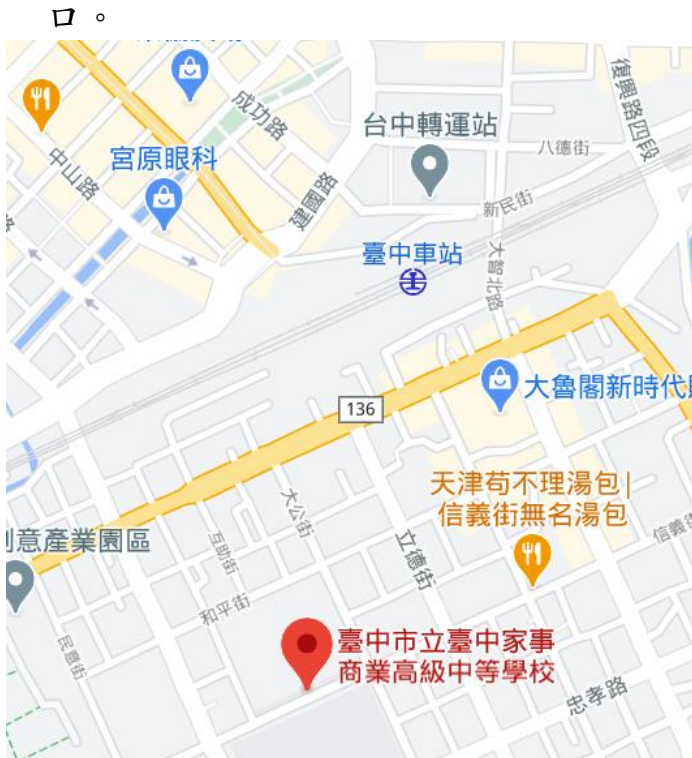 口。
成功路
台中轉運站
復興路四段
八德街
宮原眼科
中山路
建國路
新民街
臺中車站
大智北路
136
大魯閣新時代
天津苟不理湯包|
信義街無名湯包
大公街
互助街
立德街
信義街
意產業園區
和平街
民意街
臺中市立臺中家事
商業高級中等學校
忠孝路